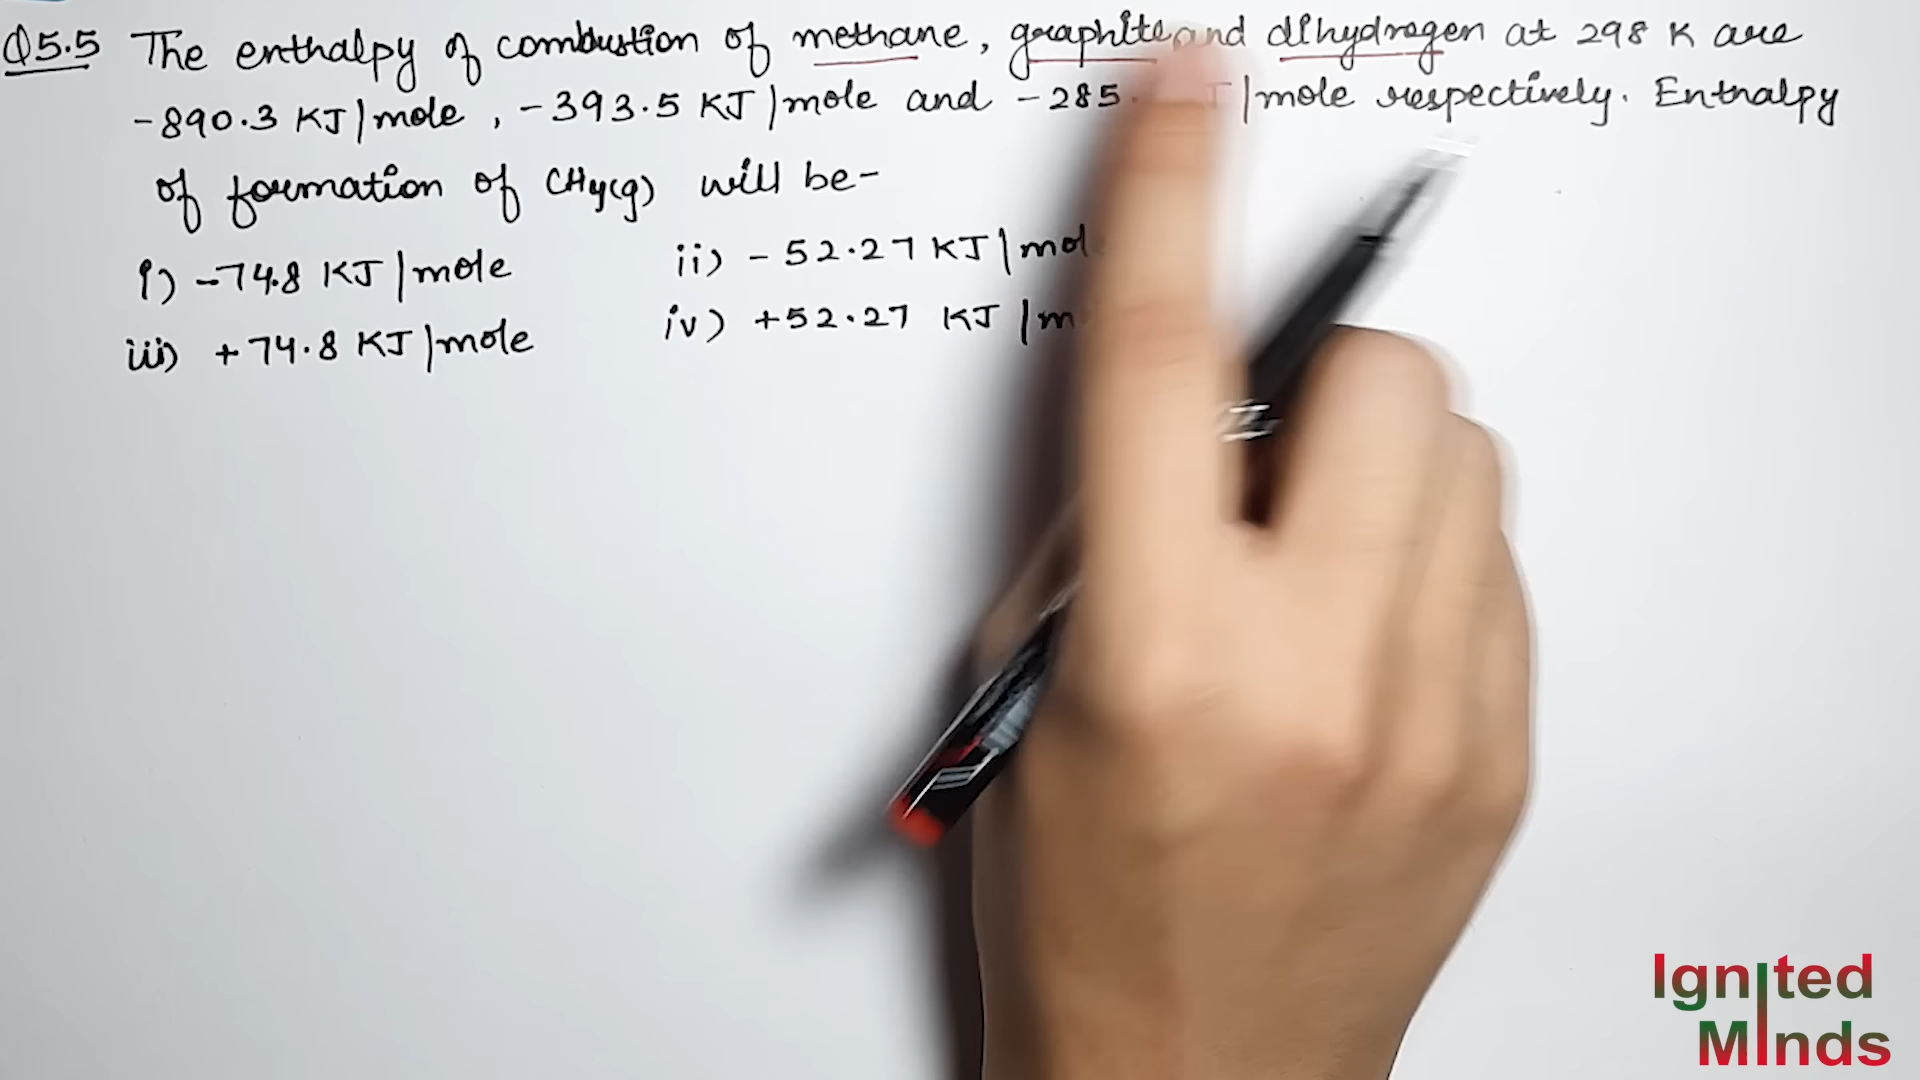 Q5.5 The enthalpy of combustion of methane, graphite and dihydrogen at 298 K are
-890.3 KJ|mole, -393.5 KJ|mole and -285. J|mole respectively. Enthalpy
of formation of CH4(g) will be-
i) -74.8 KJ|mole ii) -52.27 KJ|mol
iii) +74.8 KJ|mole iv) +52.27 KJ|m
Ignited
Minds